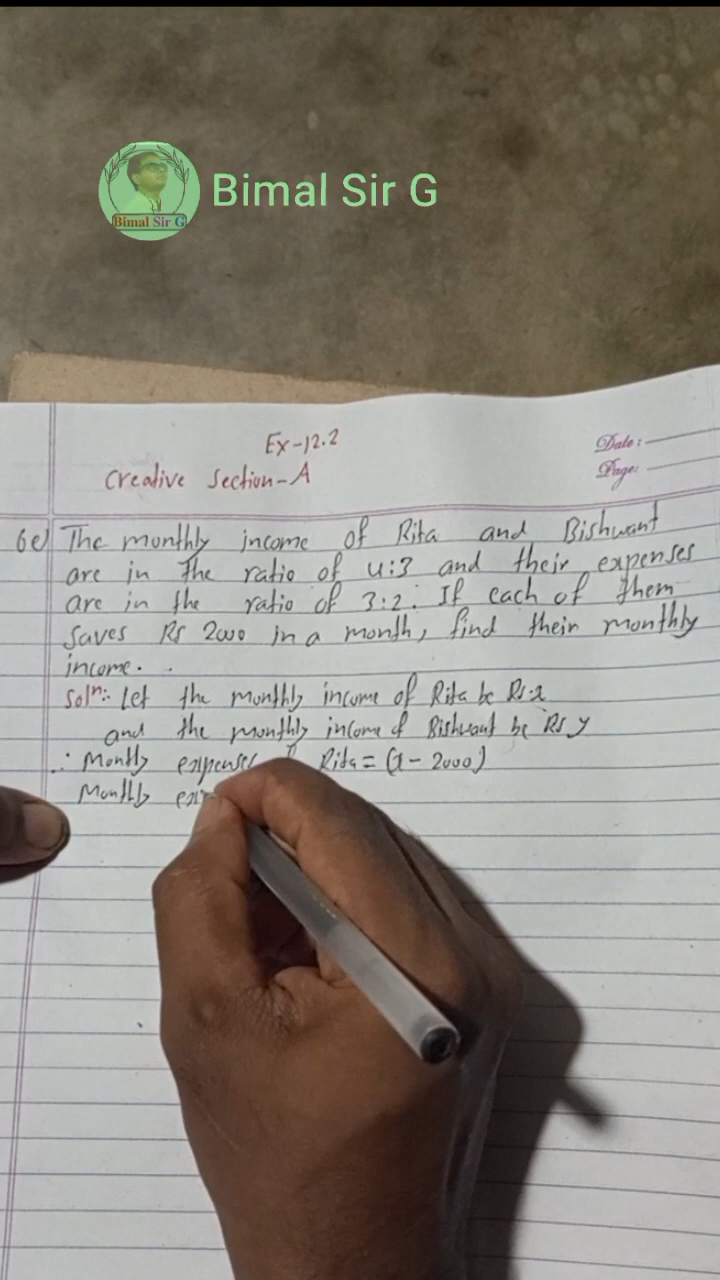 Bimal Sir G
Bimal Sir G
Ex-12.2
Date:
Creative Section-A
Page:
6e) The monthly income of Rita and Bishwant
are in the ratio of 4:3 and their expenses
are in the ratio of 3:2. If each of them
saves Rs 2000 in a month, find their monthly
income.
Solⁿ: Let the monthly income of Rita be Rs x
and the monthly income of Bishwant be Rs y
∴ Monthly expenses Rita = (x - 2000)
Monthly